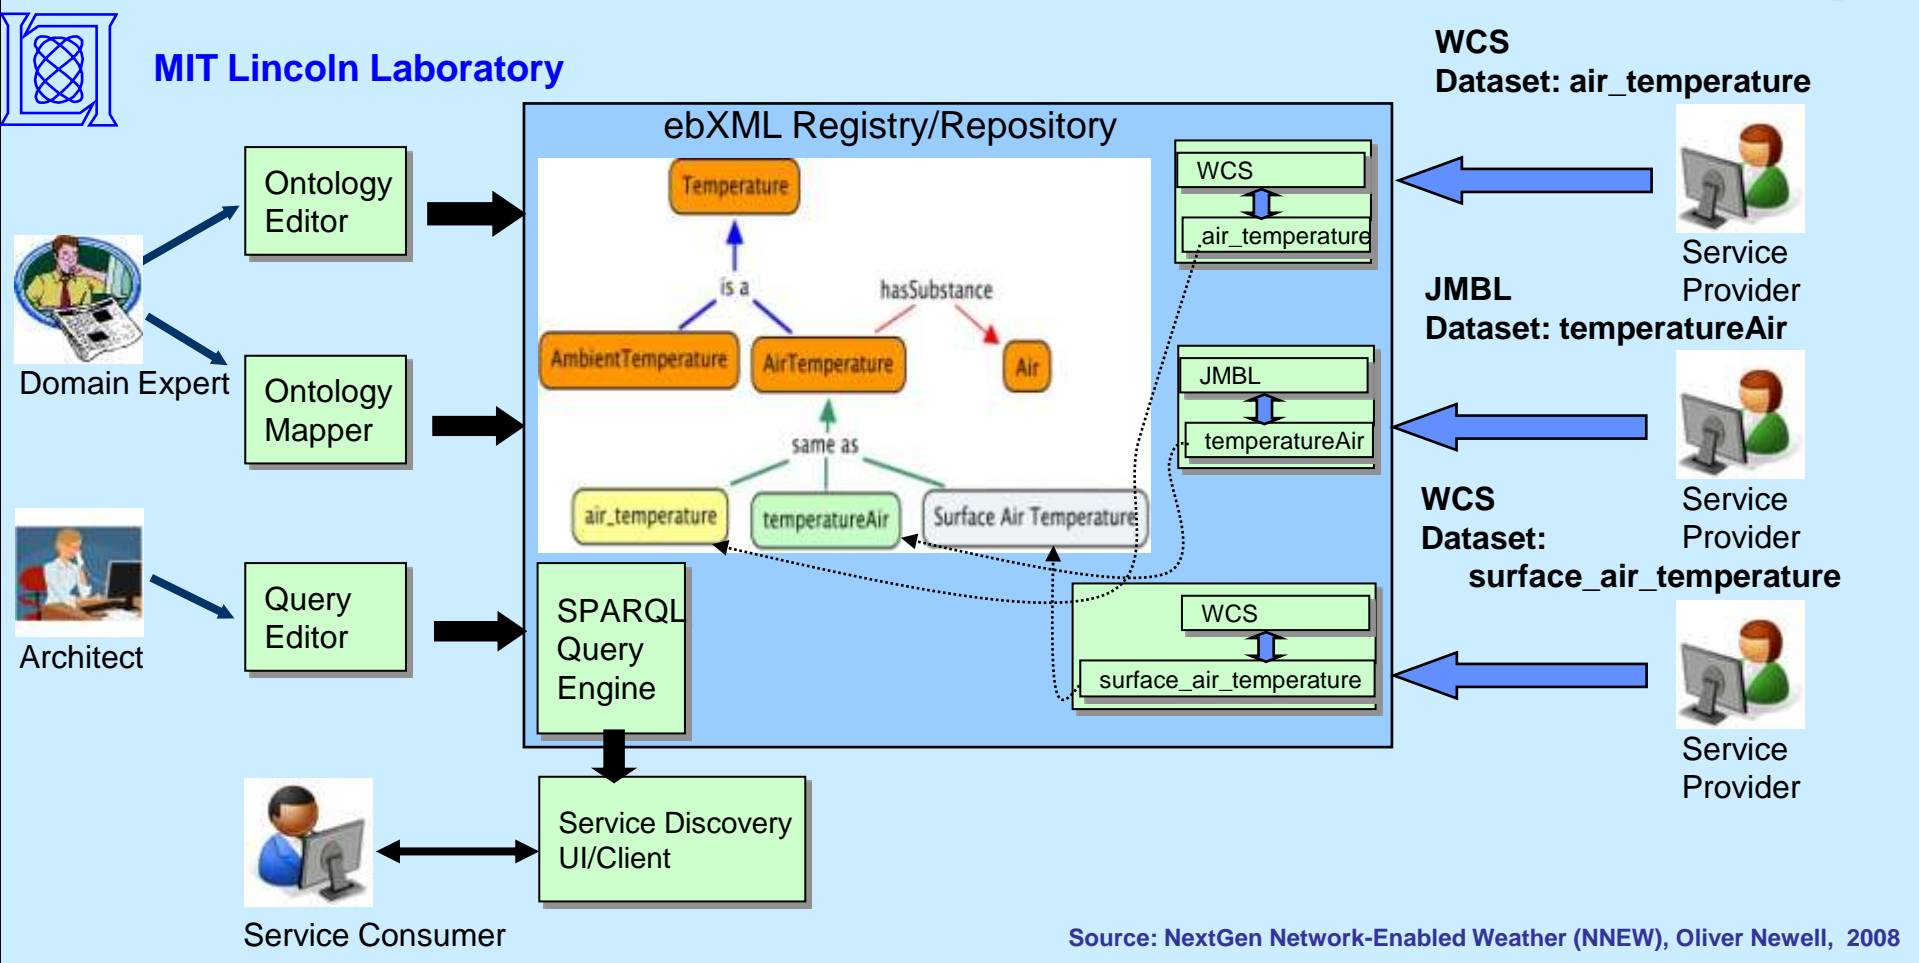 MIT Lincoln Laboratory
WCS
Dataset: air_temperature
ebXML Registry/Repository
Ontology
Editor
Temperature
is a
hasSubstance
AmbientTemperature
AirTemperature
Air
same as
air_temperature
temperatureAir
Surface Air Temperature
WCS
air_temperature
Service
Provider
JMBL
Dataset: temperatureAir
Domain Expert
Ontology
Mapper
JMBL
temperatureAir
Service
Provider
WCS
Dataset:
surface_air_temperature
Architect
Query
Editor
SPARQL
Query
Engine
WCS
surface_air_temperature
Service
Provider
Service Discovery
UI/Client
Service Consumer
Source: NextGen Network-Enabled Weather (NNEW), Oliver Newell, 2008